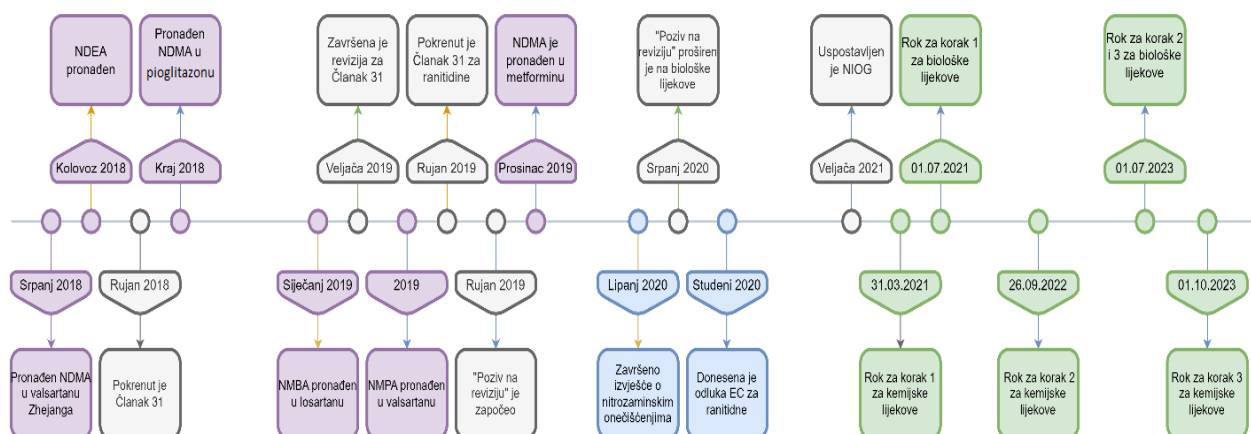 NDEA
pronađen
Pronađen
NDMA u
pioglitazonu
Završena je
revizija za
Članak 31
Pokrenut je
Članak 31 za
ranitidine
NDMA je
pronađen u
metforminu
"Poziv na
reviziju" proširen
je na biološke
lijekove
Uspostavljen
je NIOG
Rok za korak 1
za biološke
lijekove
Rok za korak 2
i 3 za biološke
lijekove
Kolovoz 2018
Kraj 2018
Veljača 2019
Rujan 2019
Prosinac 2019
Srpanj 2020
Veljača 2021
01.07.2021
01.07.2023
Srpanj 2018
Rujan 2018
Siječanj 2019
2019
Rujan 2019
Lipanj 2020
Studeni 2020
31.03.2021
26.09.2022
01.10.2023
Pronađen NDMA
u valsartanu
Zhejanga
Pokrenut je
Članak 31
NMBA pronađen
u losartanu
NMPA pronađen
u valsartanu
"Poziv na
reviziju" je
započeo
Završeno
izvješće o
nitrozaminskim
onečišćenjima
Donesena je
odluka EC za
ranitidne
Rok za korak 1
za kemijske
lijekove
Rok za korak 2
za kemijske
lijekove
Rok za korak 3
za kemijske
lijekove